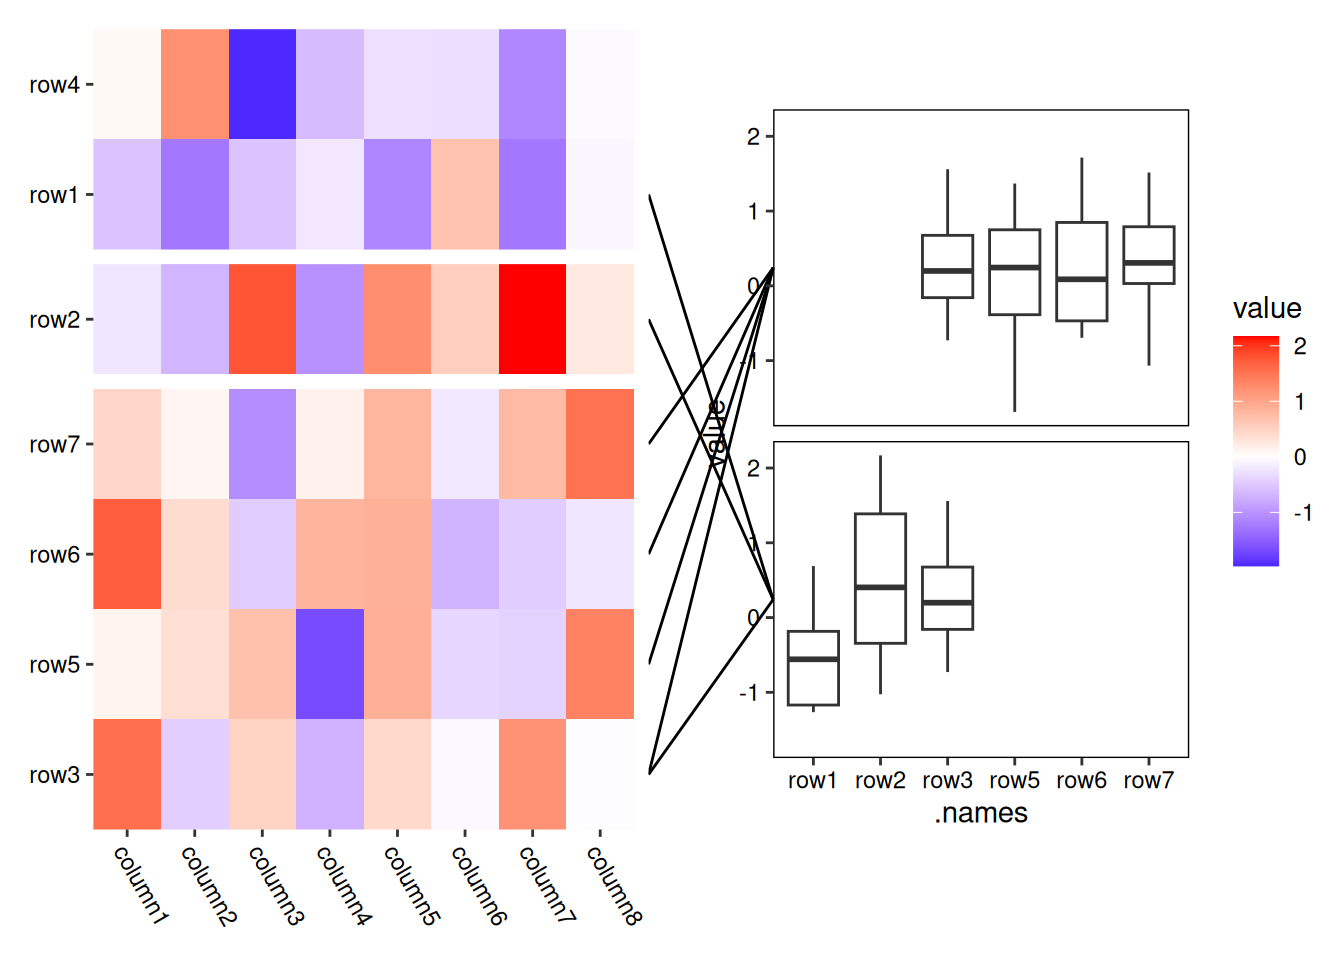 row4
row1
row2
row7
row6
row5
row3
column1
column2
column3
column4
column5
column6
column7
column8
value
2
1
0
-1
2
1
0
-1
row1 row2 row3 row5 row6 row7
.names
value
2
1
0
-1